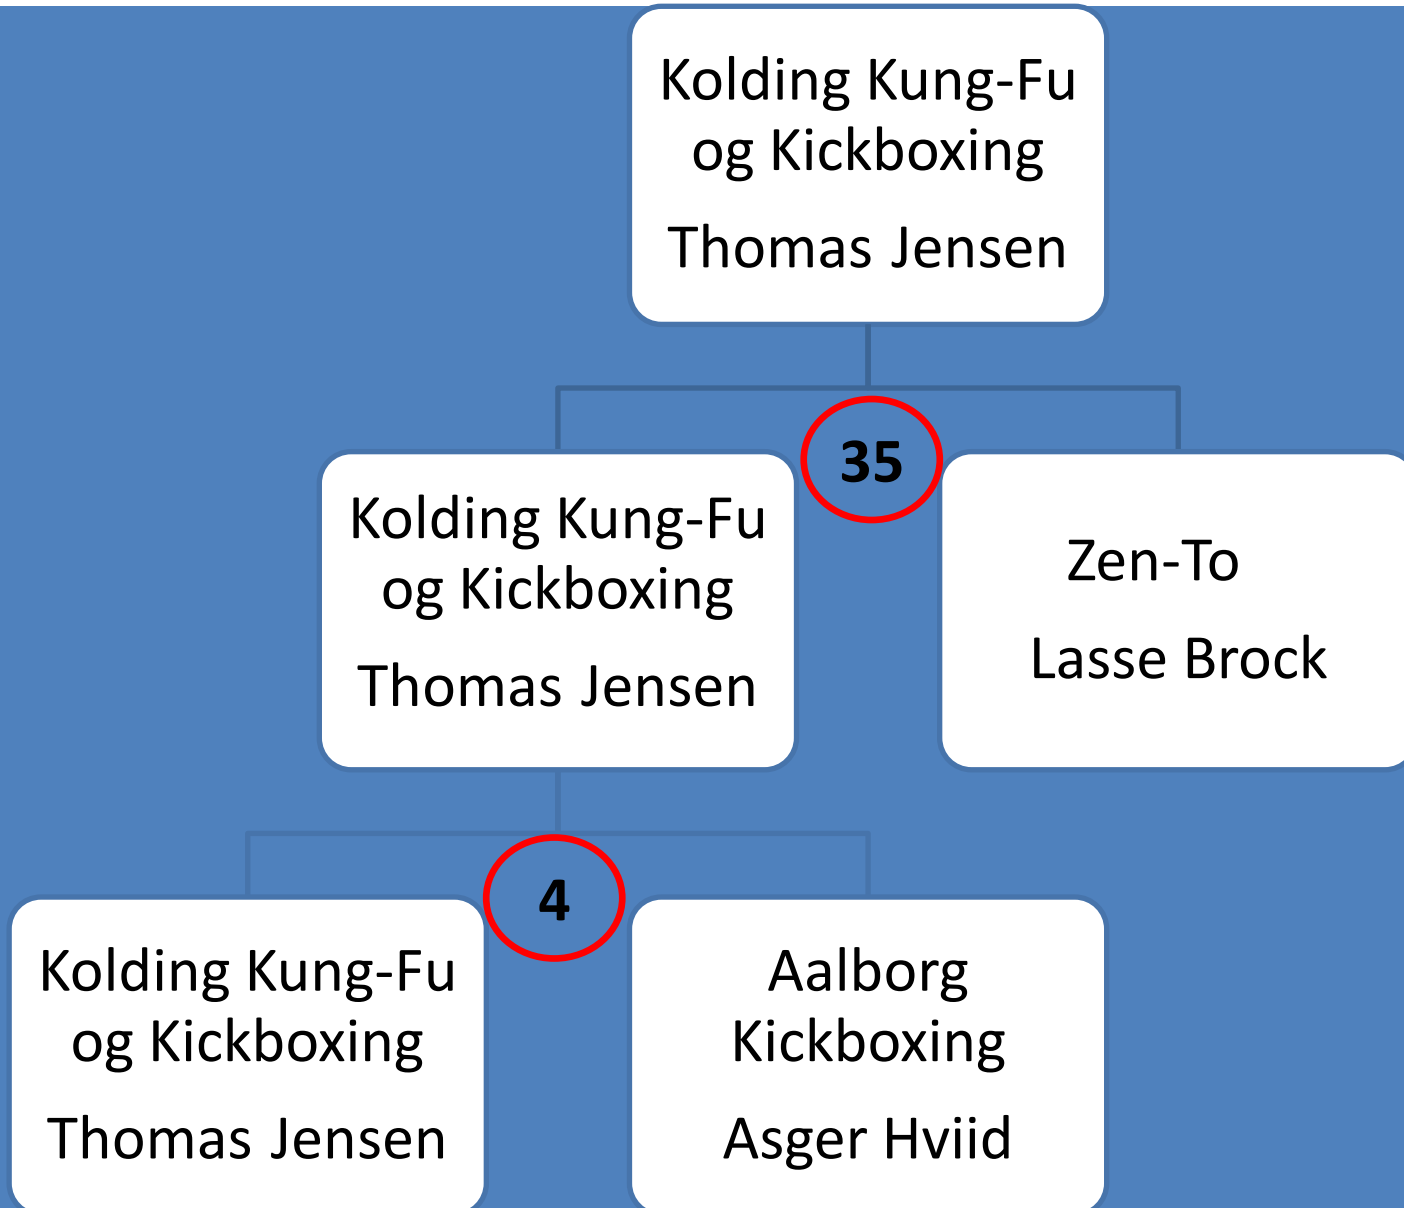 Kolding Kung-Fu
og Kickboxing
Thomas Jensen
35
Kolding Kung-Fu
og Kickboxing
Thomas Jensen
Zen-To
Lasse Brock
4
Kolding Kung-Fu
og Kickboxing
Thomas Jensen
Aalborg
Kickboxing
Asger Hviid